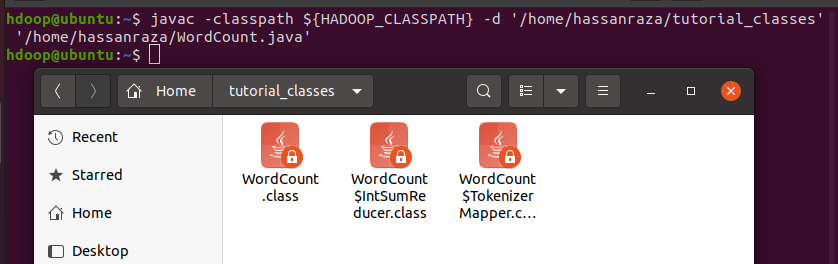 hdoop@ubuntu:~$ javac -classpath ${HADOOP_CLASSPATH} -d '/home/hassanraza/tutorial_classes'
'/home/hassanraza/WordCount.java'
hdoop@ubuntu:~$
Home tutorial_classes
Recent
Starred
Home
Desktop
WordCount
.class
WordCount
$IntSumRe
ducer.class
WordCount
$Tokenizer
Mapper.c...